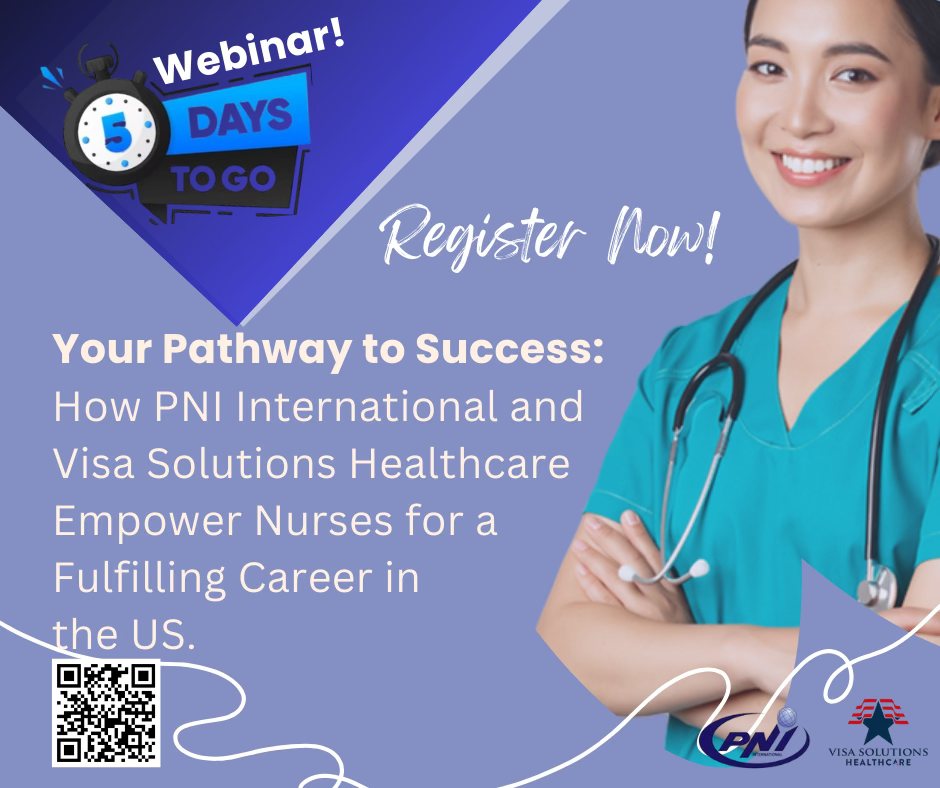 Webinar!
5
DAYS
TO GO
Register Now!
Your Pathway to Success:
How PNI International and
Visa Solutions Healthcare
Empower Nurses for a
Fulfilling Career in
the US.
PNI
INTERNATIONAL
VISA SOLUTIONS
HEALTHCARE